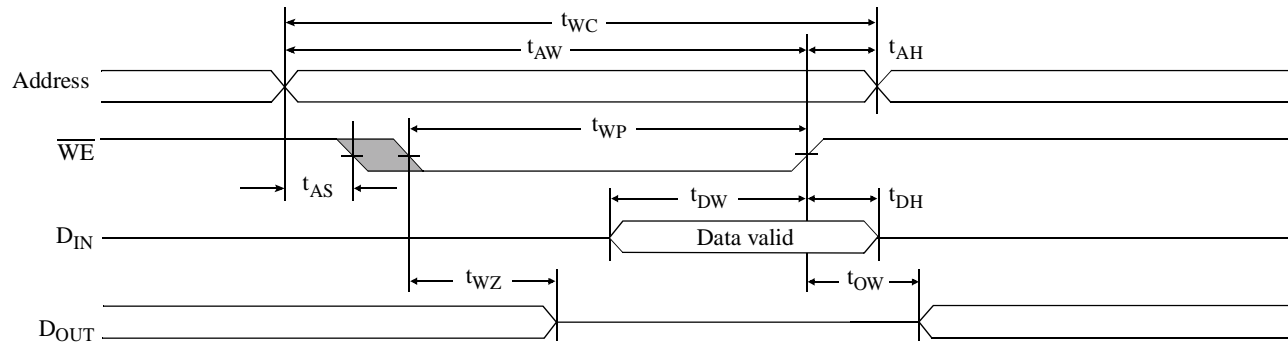 tWC
tAW tAH
Address
WE tWP
tAS tDW tDH
DIN Data valid
tWZ tOW
DOUT